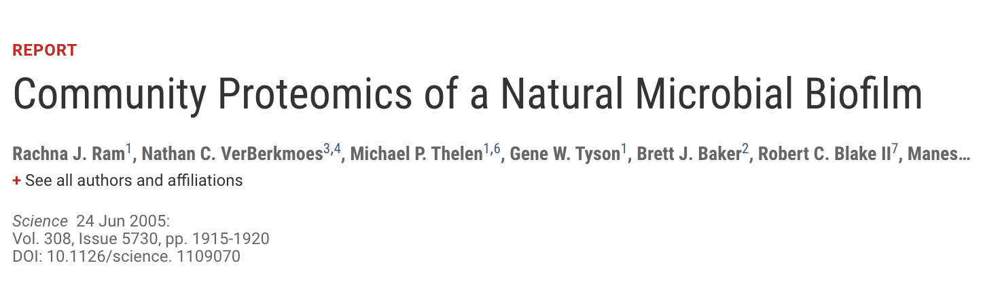 REPORT
Community Proteomics of a Natural Microbial Biofilm
Rachna J. Ram1, Nathan C. VerBerkmoes3,4, Michael P. Thelen1,6, Gene W. Tyson1, Brett J. Baker2, Robert C. Blake II7, Manes…
+ See all authors and affiliations
Science 24 Jun 2005:
Vol. 308, Issue 5730, pp. 1915-1920
DOI: 10.1126/science. 1109070